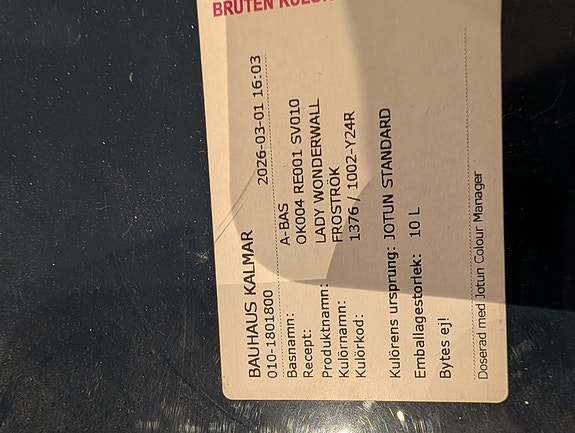 BRUTEN
BAUHAUS KALMAR
010-1801800 2026-03-01 16:03
Basnamn: A-BAS
Recept: OK004 RE001 SV010
Produktnamn: LADY WONDERWALL
Kulörnamn: FROSTRÖK
Kulörkod: 1376 / 1002-Y24R
Kulörens ursprung: JOTUN STANDARD
Emballagestorlek: 10 L
Bytes ej!
Doserad med Jotun Colour Manager